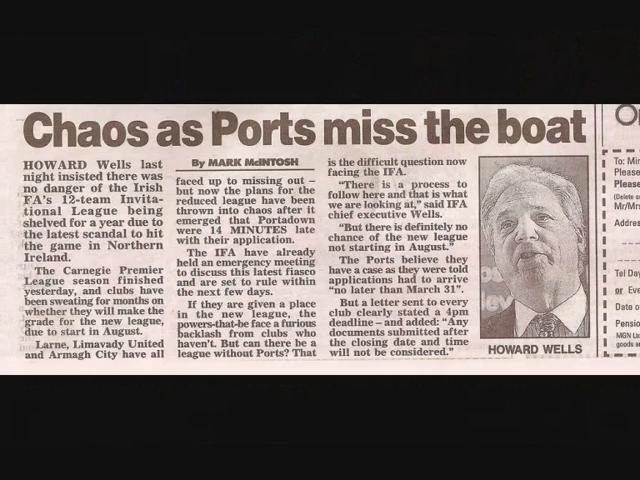 Chaos as Ports miss the boat
HOWARD Wells last
night insisted there was
no danger of the Irish
FA's 12-team Invita-
tional League being
shelved for a year due to
the latest scandal to hit
the game in Northern
Ireland.
The Carnegie Premier
League season finished
yesterday, and clubs have
been sweating for months on
whether they will make the
grade for the new league,
due to start in August.
Larne, Limavady United
and Armagh City have all
By MARK McINTOSH
faced up to missing out –
but now the plans for the
reduced league have been
thrown into chaos after it
emerged that Portadown
were 14 MINUTES late
with their application.
The IFA have already
held an emergency meeting
to discuss this latest fiasco
and are set to rule within
the next few days.
If they are given a place
in the new league, the
powers-that-be face a furious
backlash from clubs who
haven't. But can there be a
league without Ports? That
is the difficult question now
facing the IFA.
"There is a process to
follow here and that is what
we are looking at," said IFA
chief executive Wells.
"But there is definitely no
chance of the new league
not starting in August."
The Ports believe they
have a case as they were told
applications had to arrive
"no later than March 31".
But a letter sent to every
club clearly stated a 4pm
deadline – and added: "Any
documents submitted after
the closing date and time
will not be considered."
HOWARD WELLS
To:
Please
Please
(Delete
Mr/Mrs
Address
Tel Day
or Eve
Date of
Pension
MGN
goods